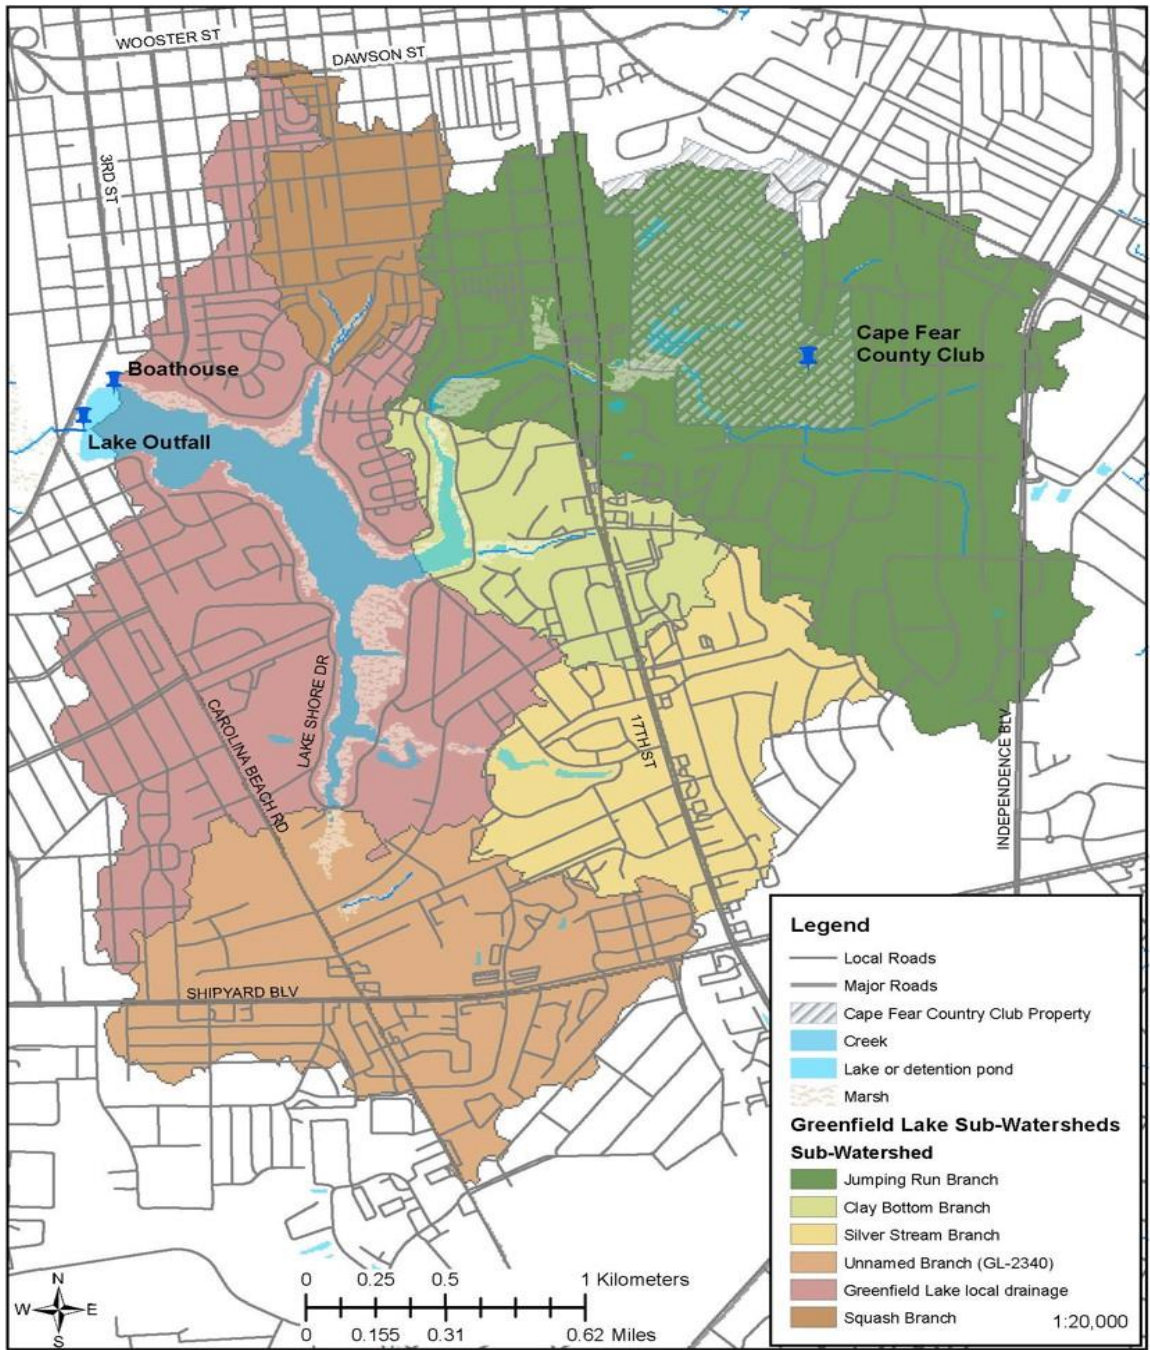 WOOSTER ST
DAWSON ST
3RD ST
Cape Fear
County Club
Boathouse
Lake Outfall
LAKE SHORE DR
CAROLINA BEACH RD
17TH ST
INDEPENDENCE BLV
SHIPYARD BLV
Legend
Local Roads
Major Roads
Cape Fear Country Club Property
Creek
Lake or detention pond
Marsh
Greenfield Lake Sub-Watersheds
Sub-Watershed
Jumping Run Branch
Clay Bottom Branch
Silver Stream Branch
Unnamed Branch (GL-2340)
Greenfield Lake local drainage
Squash Branch
1:20,000
N
W E
S
0 0.25 0.5 1 Kilometers
0 0.155 0.31 0.62 Miles